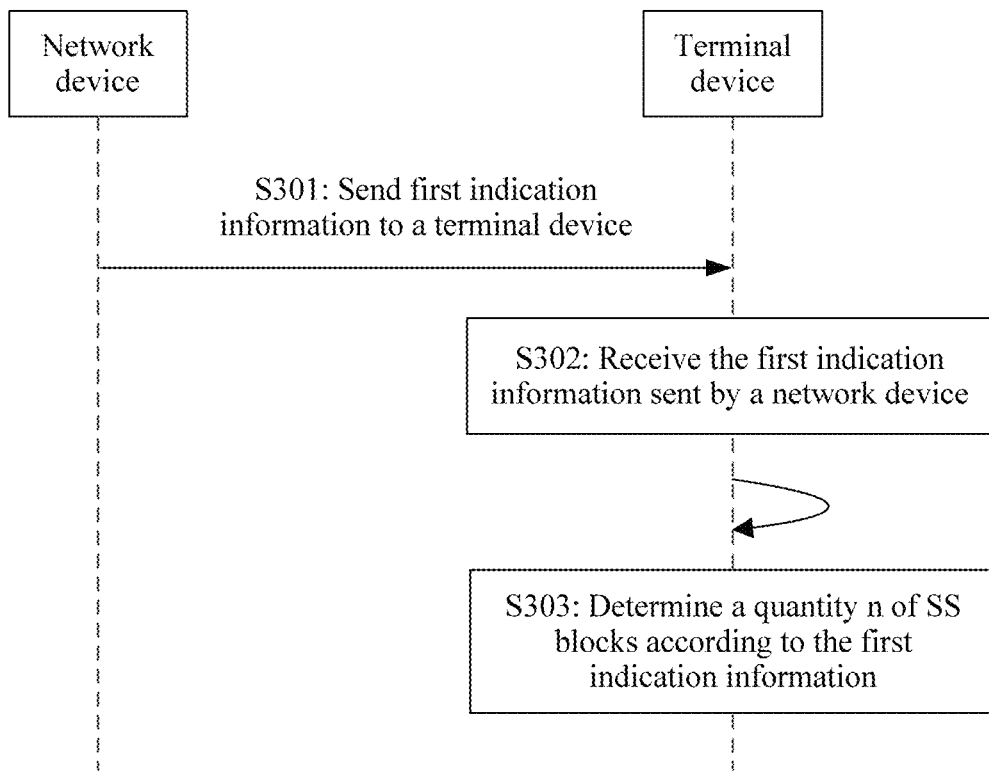 Network
device
Terminal
device
S301: Send first indication
information to a terminal device
S302: Receive the first indication
information sent by a network device
S303: Determine a quantity n of SS
blocks according to the first
indication information